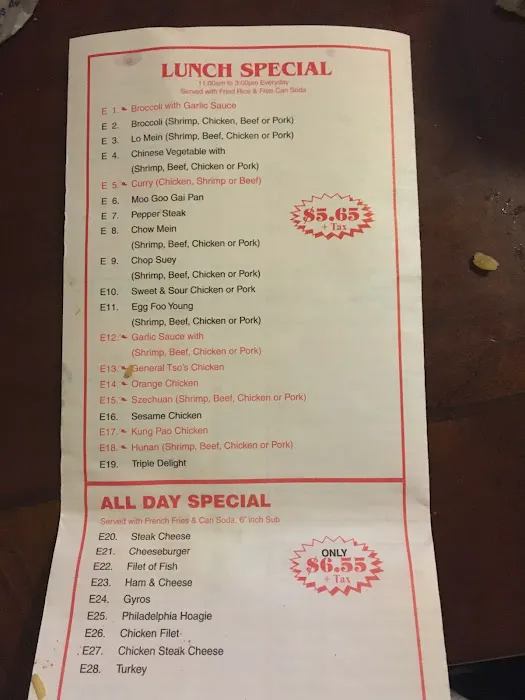 LUNCH SPECIAL
11:00am to 3:00pm Everyday
Served with Fried Rice & Free Can Soda
E 1. Broccoli with Garlic Sauce
E 2. Broccoli (Shrimp, Chicken, Beef or Pork)
E 3. Lo Mein (Shrimp, Beef, Chicken or Pork)
E 4. Chinese Vegetable with
(Shrimp, Beef, Chicken or Pork)
E 5. Curry (Chicken, Shrimp or Beef)
E 6. Moo Goo Gai Pan
E 7. Pepper Steak
E 8. Chow Mein
(Shrimp, Beef, Chicken or Pork)
E 9. Chop Suey
(Shrimp, Beef, Chicken or Pork)
E10. Sweet & Sour Chicken or Pork
E11. Egg Foo Young
(Shrimp, Beef, Chicken or Pork)
E12. Garlic Sauce with
(Shrimp, Beef, Chicken or Pork)
E13. General Tso's Chicken
E14 Orange Chicken
E15. Szechuan (Shrimp, Beef, Chicken or Pork)
E16. Sesame Chicken
E17. Kung Pao Chicken
E18. Hunan (Shrimp, Beef, Chicken or Pork)
E19. Triple Delight
$5.65
+ Tax
ALL DAY SPECIAL
Served with French Fries & Can Soda, 6" inch Sub
E20. Steak Cheese
E21. Cheeseburger
E22. Filet of Fish
E23. Ham & Cheese
E24. Gyros
E25. Philadelphia Hoagie
E26. Chicken Filet
E27. Chicken Steak Cheese
E28. Turkey
ONLY
$6.55
+ Tax